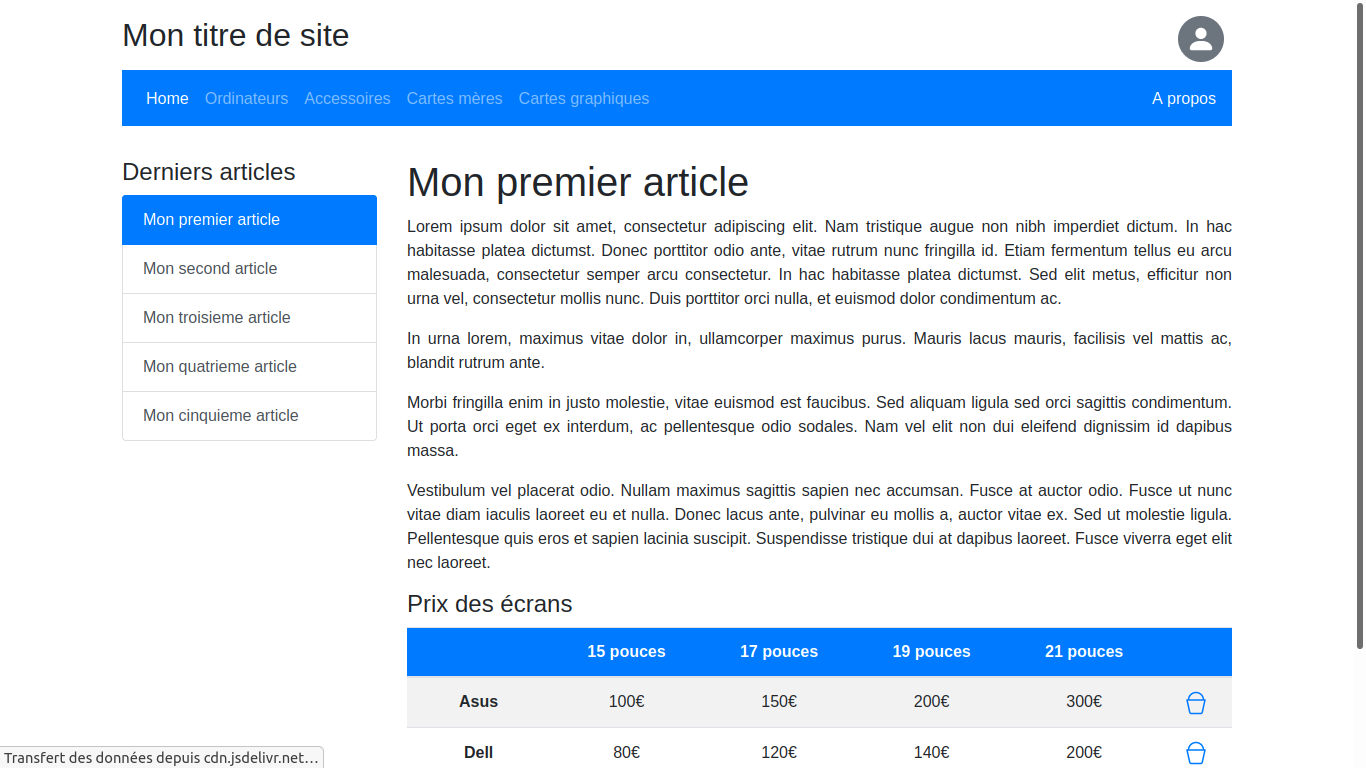 Mon titre de site
Home Ordinateurs Accessoires Cartes mères Cartes graphiques A propos
Derniers articles
Mon premier article
Mon second article
Mon troisieme article
Mon quatrieme article
Mon cinquieme article
Mon premier article
Lorem ipsum dolor sit amet, consectetur adipiscing elit. Nam tristique augue non nibh imperdiet dictum. In hac
habitasse platea dictumst. Donec porttitor odio ante, vitae rutrum nunc fringilla id. Etiam fermentum tellus eu arcu
malesuada, consectetur semper arcu consectetur. In hac habitasse platea dictumst. Sed elit metus, efficitur non
urna vel, consectetur mollis nunc. Duis porttitor orci nulla, et euismod dolor condimentum ac.
In urna lorem, maximus vitae dolor in, ullamcorper maximus purus. Mauris lacus mauris, facilisis vel mattis ac,
blandit rutrum ante.
Morbi fringilla enim in justo molestie, vitae euismod est faucibus. Sed aliquam ligula sed orci sagittis condimentum.
Ut porta orci eget ex interdum, ac pellentesque odio sodales. Nam vel elit non dui eleifend dignissim id dapibus
massa.
Vestibulum vel placerat odio. Nullam maximus sagittis sapien nec accumsan. Fusce at auctor odio. Fusce ut nunc
vitae diam iaculis laoreet eu et nulla. Donec lacus ante, pulvinar eu mollis a, auctor vitae ex. Sed ut molestie ligula.
Pellentesque quis eros et sapien lacinia suscipit. Suspendisse tristique dui at dapibus laoreet. Fusce viverra eget elit
nec laoreet.
Prix des écrans
15 pouces 17 pouces 19 pouces 21 pouces
Asus 100€ 150€ 200€ 300€
Dell 80€ 120€ 140€ 200€
Transfert des données depuis cdn.jsdelivr.net…